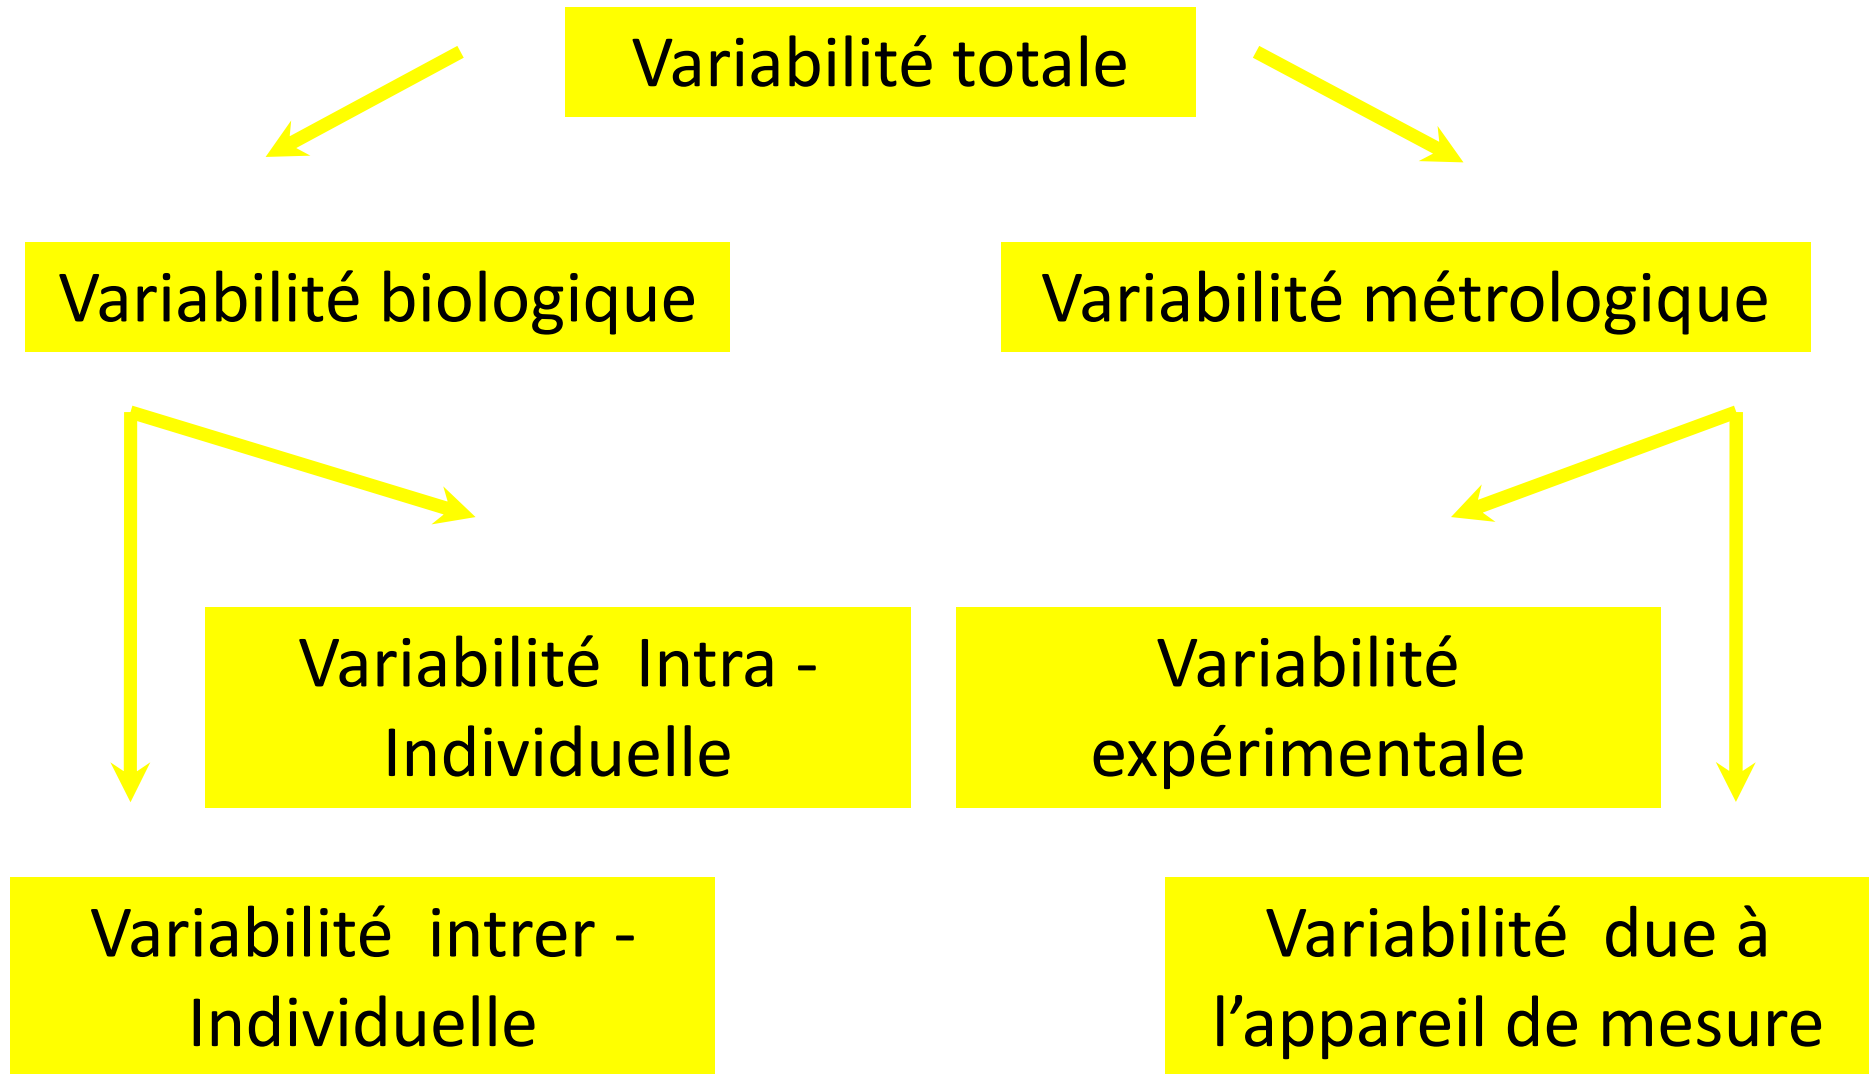 Variabilité totale
Variabilité biologique
Variabilité métrologique
Variabilité  Intra -
Individuelle
Variabilité
expérimentale
Variabilité  intrer -
Individuelle
Variabilité  due à
l’appareil de mesure